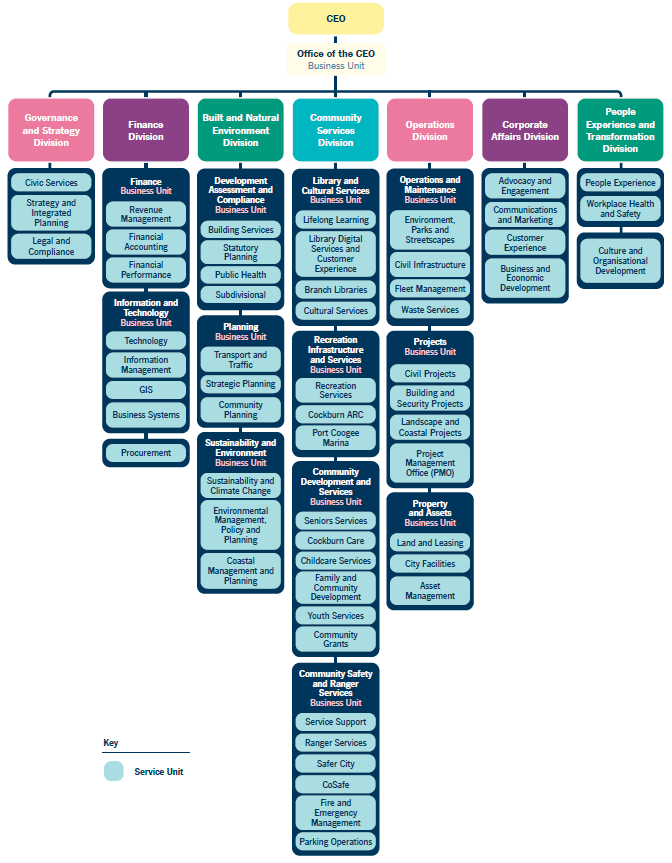 CEO
Office of the CEO
Business Unit
Governance
and Strategy
Division
Civic Services
Strategy and
Integrated
Planning
Legal and
Compliance
Finance
Division
Finance
Business Unit
Revenue
Management
Financial
Accounting
Financial
Performance
Information and
Technology
Business Unit
Technology
Information
Management
GIS
Business Systems
Procurement
Built and Natural
Environment
Division
Development
Assessment and
Compliance
Business Unit
Building Services
Statutory
Planning
Public Health
Subdivisional
Planning
Business Unit
Transport and
Traffic
Strategic Planning
Community
Planning
Sustainability and
Environment
Business Unit
Sustainability and
Climate Change
Environmental
Management,
Policy and
Planning
Coastal
Management and
Planning
Community
Services
Division
Library and
Cultural Services
Business Unit
Lifelong Learning
Library Digital
Services and
Customer
Experience
Branch Libraries
Cultural Services
Recreation
Infrastructure
and Services
Business Unit
Recreation
Services
Cockburn ARC
Port Coogee
Marina
Community
Development and
Services
Business Unit
Seniors Services
Cockburn Care
Childcare Services
Family and
Community
Development
Youth Services
Community
Grants
Community Safety
and Ranger
Services
Business Unit
Service Support
Ranger Services
Safer City
CoSafe
Fire and
Emergency
Management
Parking Operations
Operations
Division
Operations and
Maintenance
Business Unit
Environment,
Parks and
Streetscapes
Civil Infrastructure
Fleet Management
Waste Services
Projects
Business Unit
Civil Projects
Building and
Security Projects
Landscape and
Coastal Projects
Project
Management
Office (PMO)
Property
and Assets
Business Unit
Land and Leasing
City Facilities
Asset
Management
Corporate
Affairs Division
Advocacy and
Engagement
Communications
and Marketing
Customer
Experience
Business and
Economic
Development
People
Experience and
Transformation
Division
People Experience
Workplace Health
and Safety
Culture and
Organisational
Development
Key
Service Unit